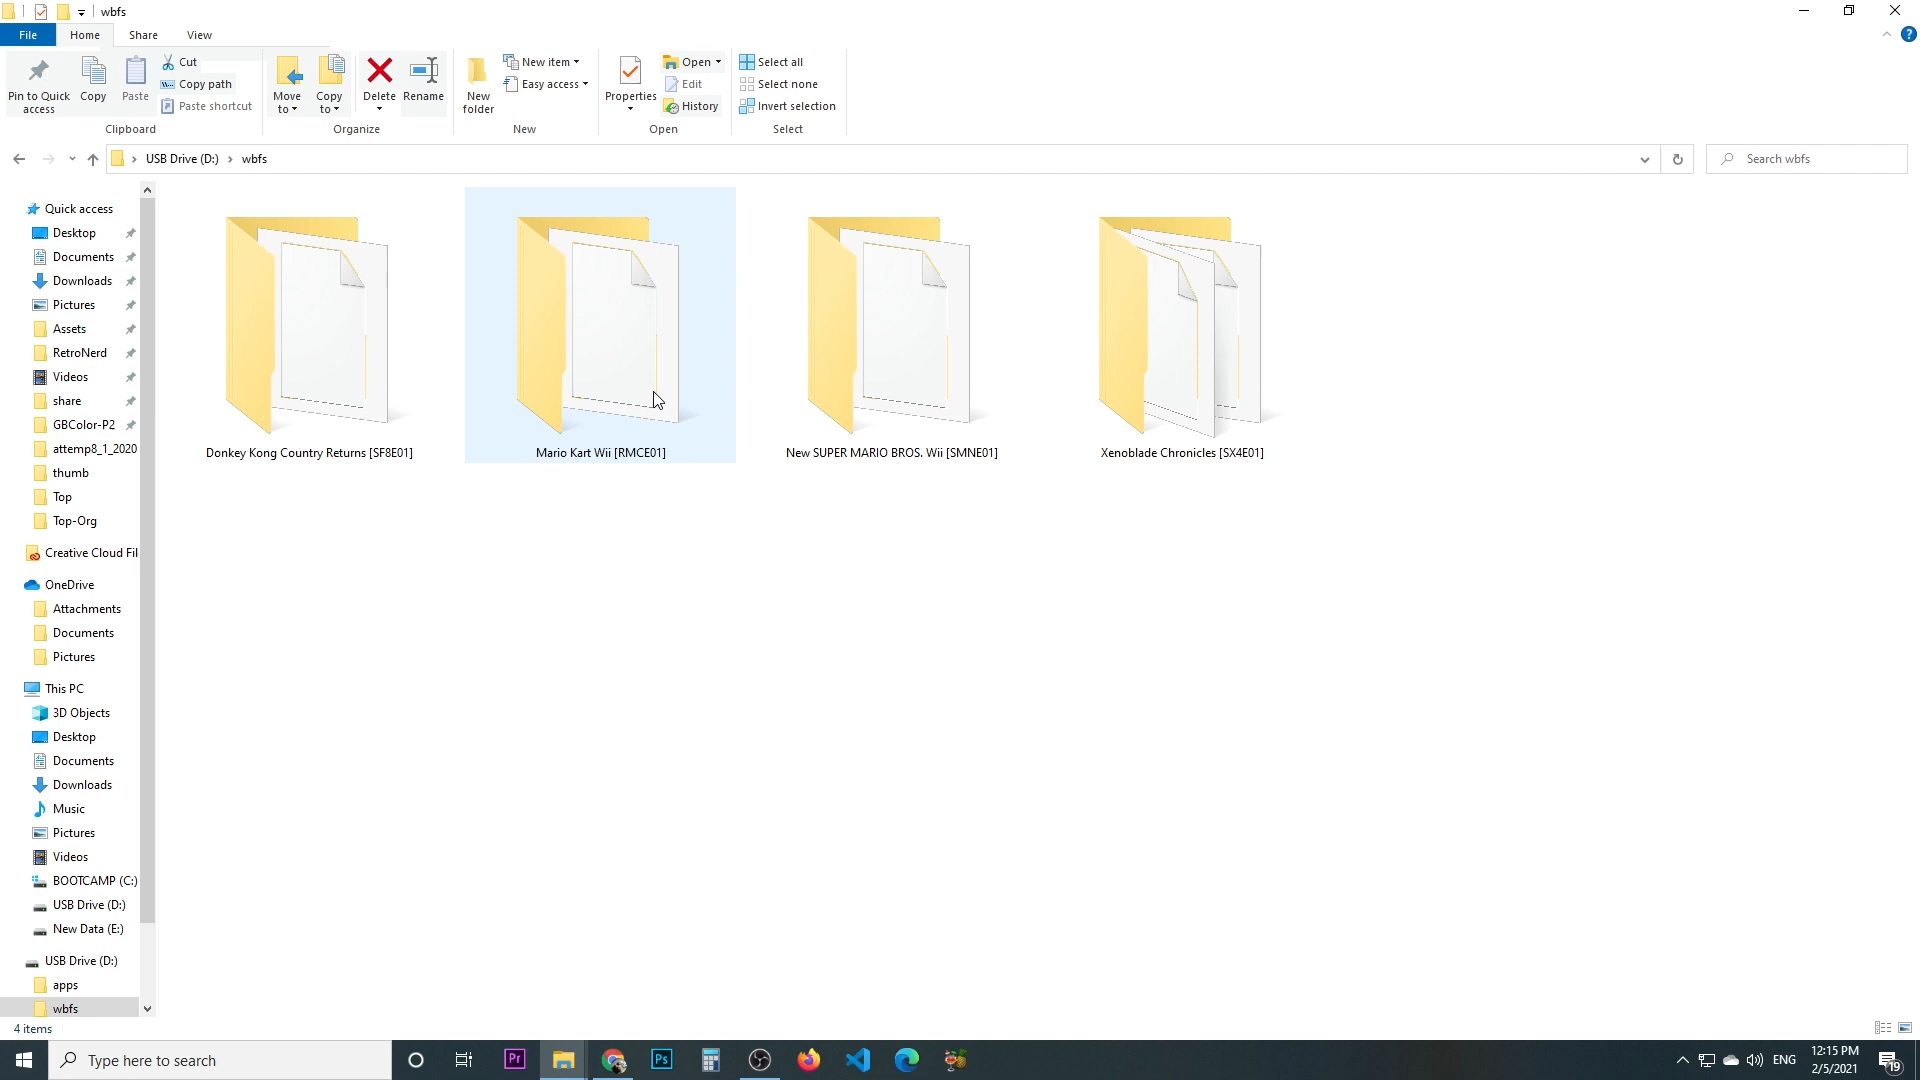 wbfs
File Home Share View
Pin to Quick access
Copy
Paste
Cut
Copy path
Paste shortcut
Clipboard
Move to
Copy to
Delete
Rename
Organize
New folder
New item
Easy access
New
Properties
Open
Edit
History
Open
Select all
Select none
Invert selection
Select
USB Drive (D:) wbfs
Search wbfs
Quick access
Desktop
Documents
Downloads
Pictures
Assets
RetroNerd
Videos
share
GBColor-P2
attemp8_1_2020
thumb
Top
Top-Org
Creative Cloud Fil
OneDrive
Attachments
Documents
Pictures
This PC
3D Objects
Desktop
Documents
Downloads
Music
Pictures
Videos
BOOTCAMP (C:)
USB Drive (D:)
New Data (E:)
USB Drive (D:)
apps
wbfs
Donkey Kong Country Returns [SF8E01]
Mario Kart Wii [RMCE01]
New SUPER MARIO BROS. Wii [SMNE01]
Xenoblade Chronicles [SX4E01]
4 items
Type here to search
Pr
Ps
ENG
12:15 PM
2/5/2021
19